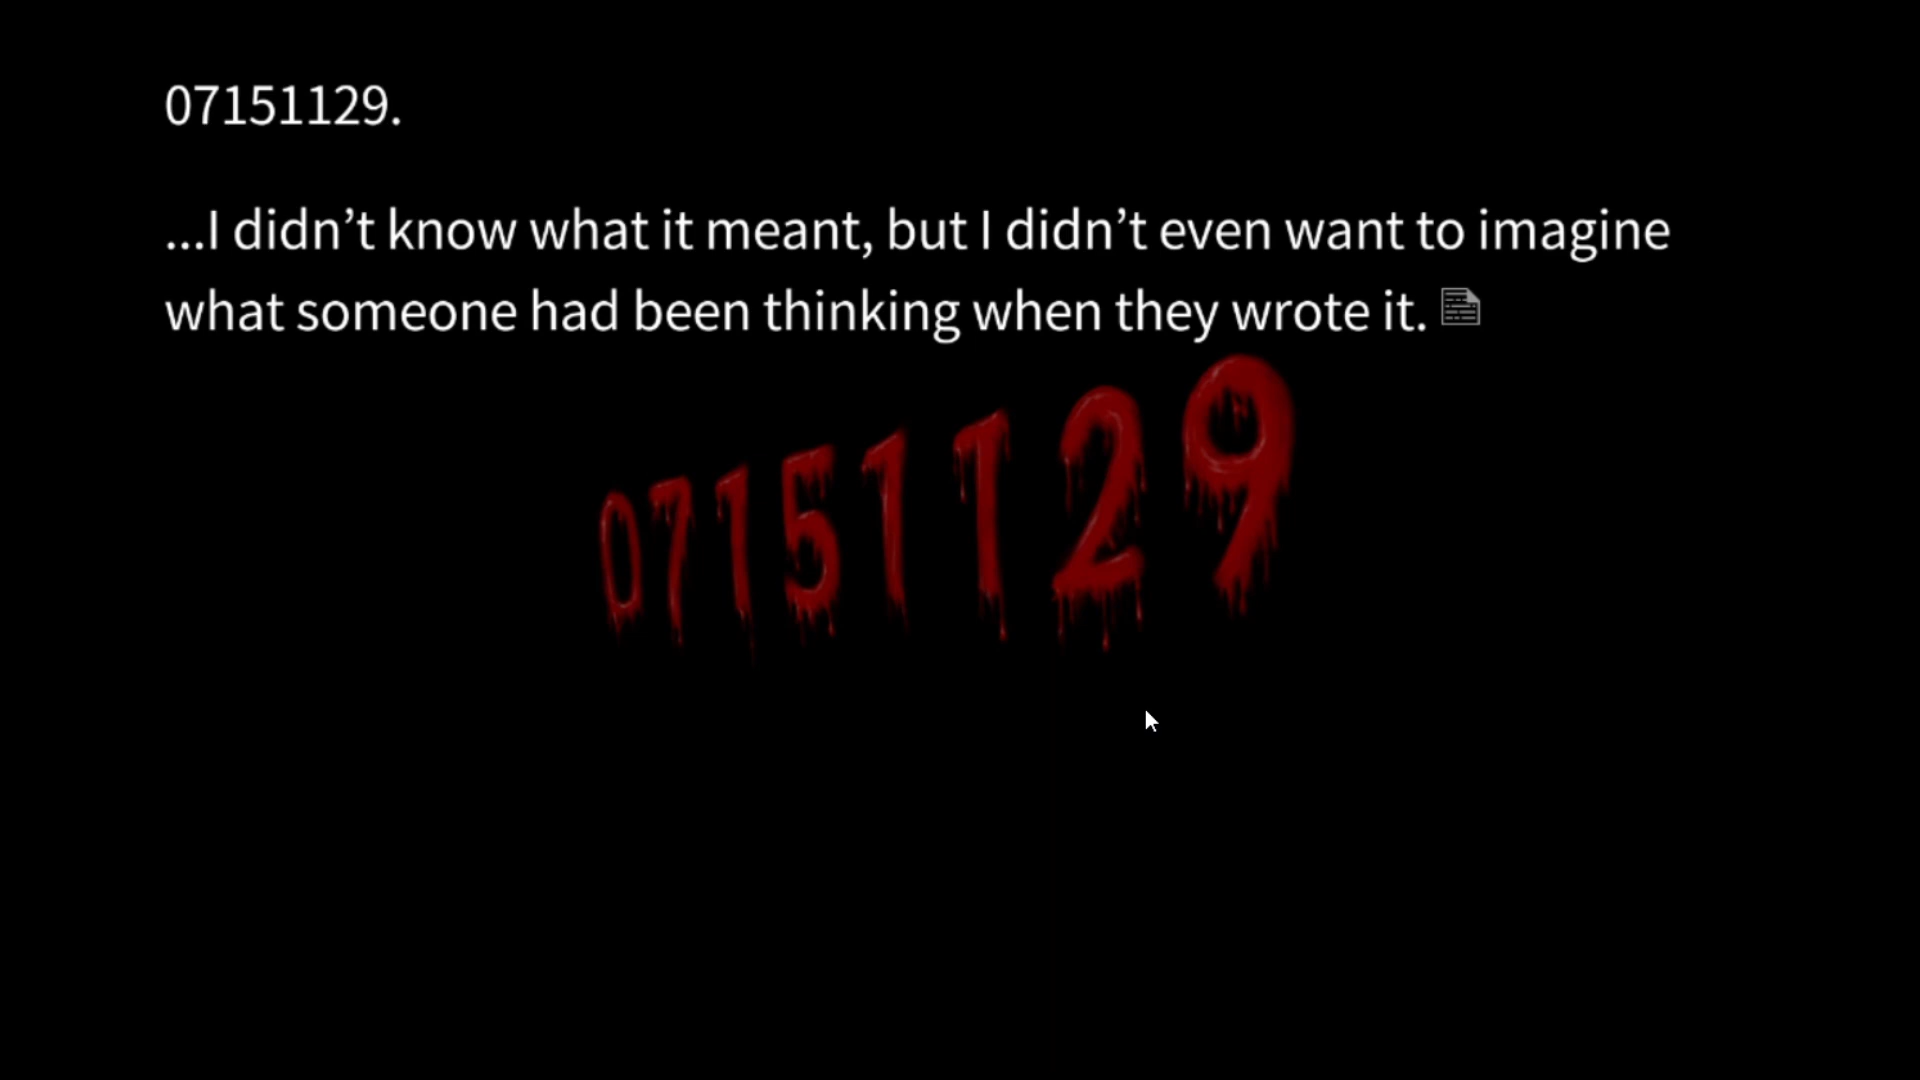 07151129.
...I didn’t know what it meant, but I didn’t even want to imagine
what someone had been thinking when they wrote it.
07151129